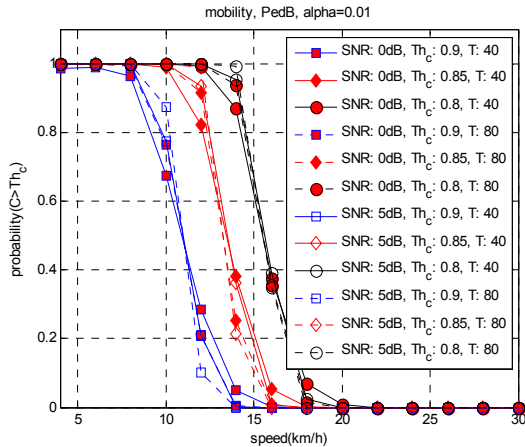 mobility, PedB, alpha=0.01
1
0.8
0.6
0.4
0.2
0
probability(C>Th_c)
SNR: 0dB, Th_c: 0.9, T: 40
SNR: 0dB, Th_c: 0.85, T: 40
SNR: 0dB, Th_c: 0.8, T: 40
SNR: 0dB, Th_c: 0.9, T: 80
SNR: 0dB, Th_c: 0.85, T: 80
SNR: 0dB, Th_c: 0.8, T: 80
SNR: 5dB, Th_c: 0.9, T: 40
SNR: 5dB, Th_c: 0.85, T: 40
SNR: 5dB, Th_c: 0.8, T: 40
SNR: 5dB, Th_c: 0.9, T: 80
SNR: 5dB, Th_c: 0.85, T: 80
SNR: 5dB, Th_c: 0.8, T: 80
5 10 15 20 25 30
speed(km/h)